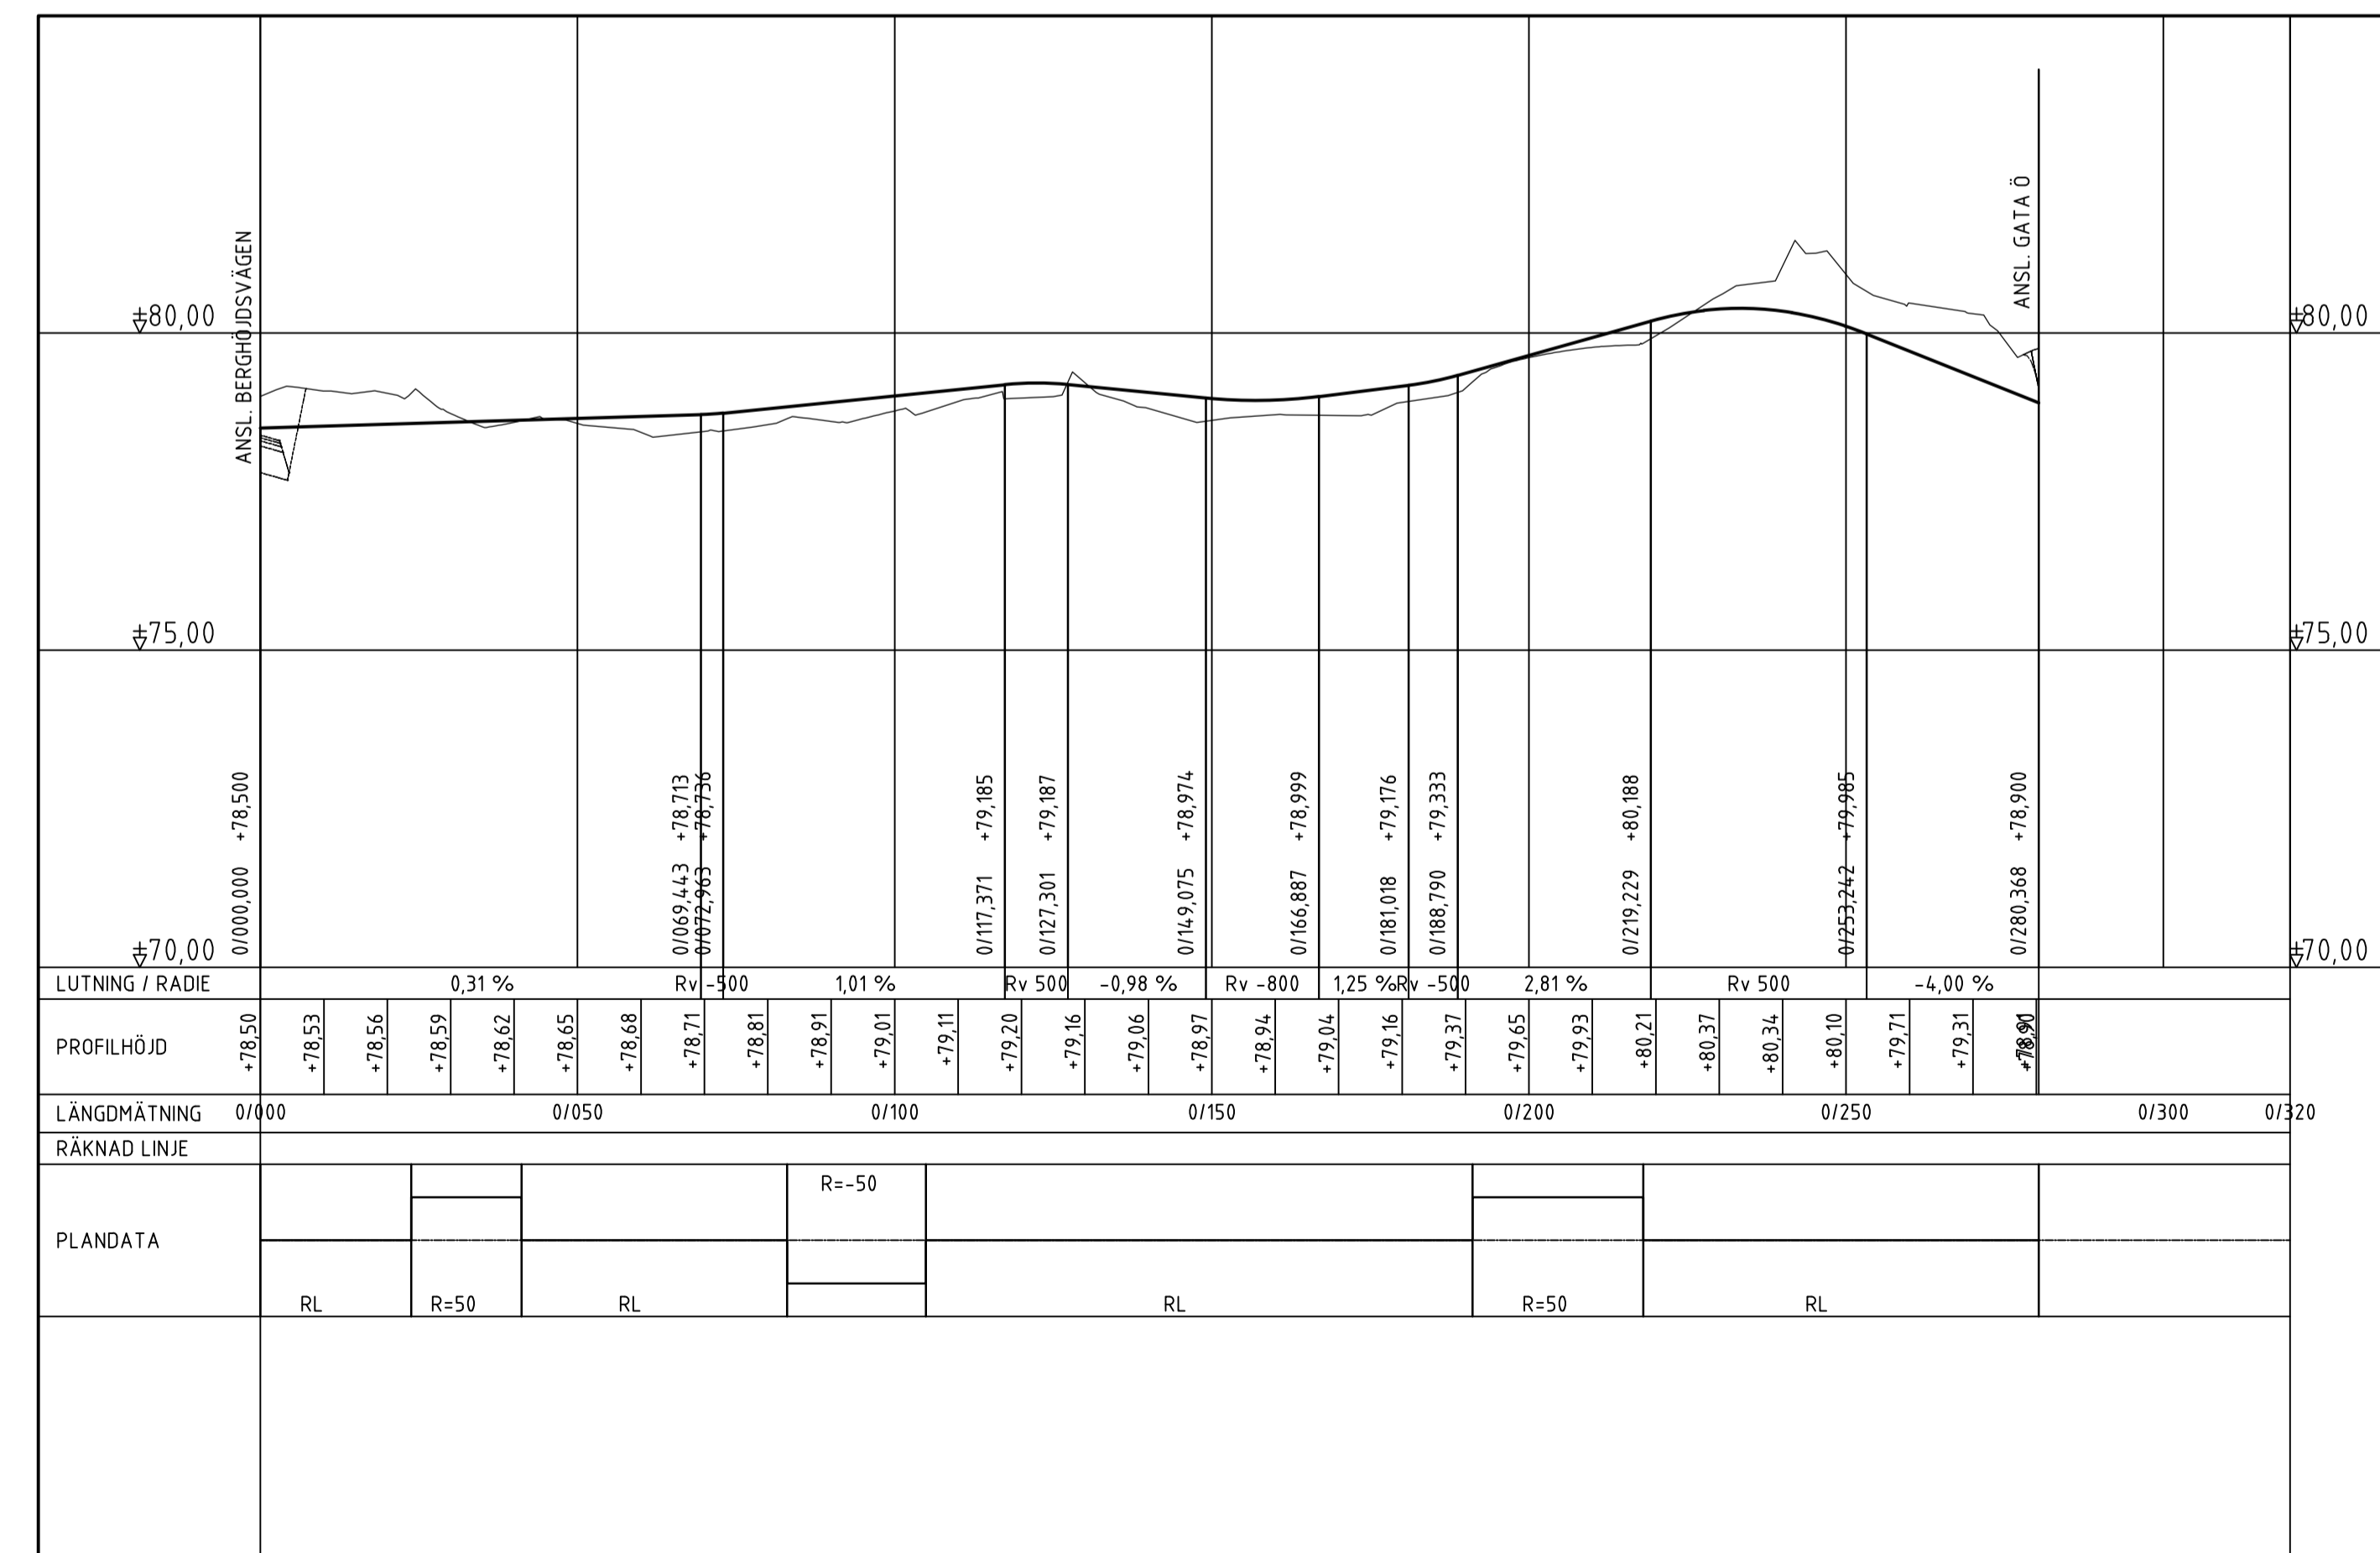 ANSL. BERGHÖJDSVÄGEN
ANSL. GATA Ö
+80,00
+80,00
+75,00
+75,00
+70,00
+70,00
0/000,000 +78,500
0/069,443 +78,713
0/072,963 +78,736
0/117,371 +79,185
0/127,301 +79,187
0/149,075 +78,974
0/166,887 +78,999
0/181,018 +79,176
0/188,790 +79,333
0/219,229 +80,188
0/253,242 +79,985
0/280,368 +78,900
LUTNING / RADIE 0,31 % Rv -500 1,01 % Rv 500 -0,98 % Rv -800 1,25 % Rv -500 2,81 % Rv 500 -4,00 %
PROFILHÖJD +78,50 +78,53 +78,56 +78,59 +78,62 +78,65 +78,68 +78,71 +78,81 +78,91 +79,01 +79,11 +79,20 +79,16 +79,06 +78,97 +78,94 +79,04 +79,16 +79,37 +79,65 +79,93 +80,21 +80,37 +80,34 +80,10 +79,71 +79,31 +78,90
LÄNGDMÄTNING 0/000 0/050 0/100 0/150 0/200 0/250 0/300 0/320
RÄKNAD LINJE
R=-50
PLANDATA
RL R=50 RL RL R=50 RL